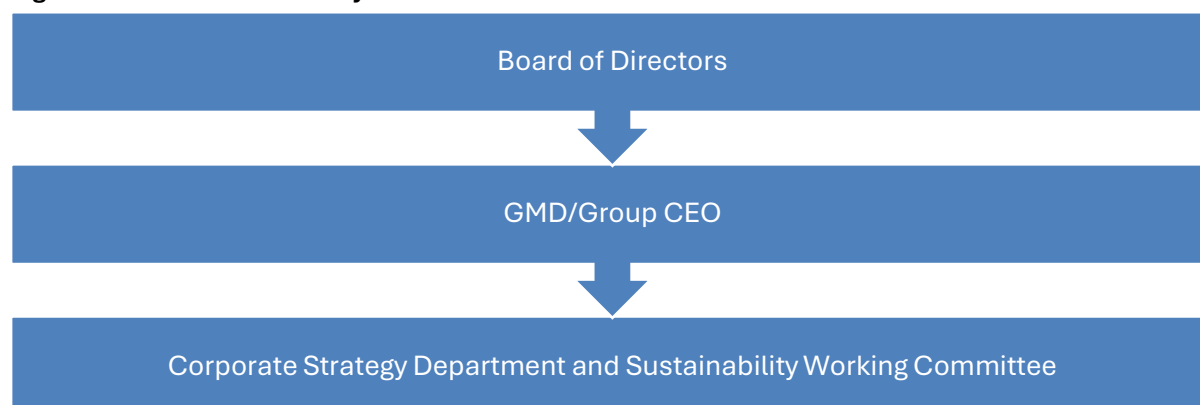 Board of Directors
GMD/Group CEO
Corporate Strategy Department and Sustainability Working Committee